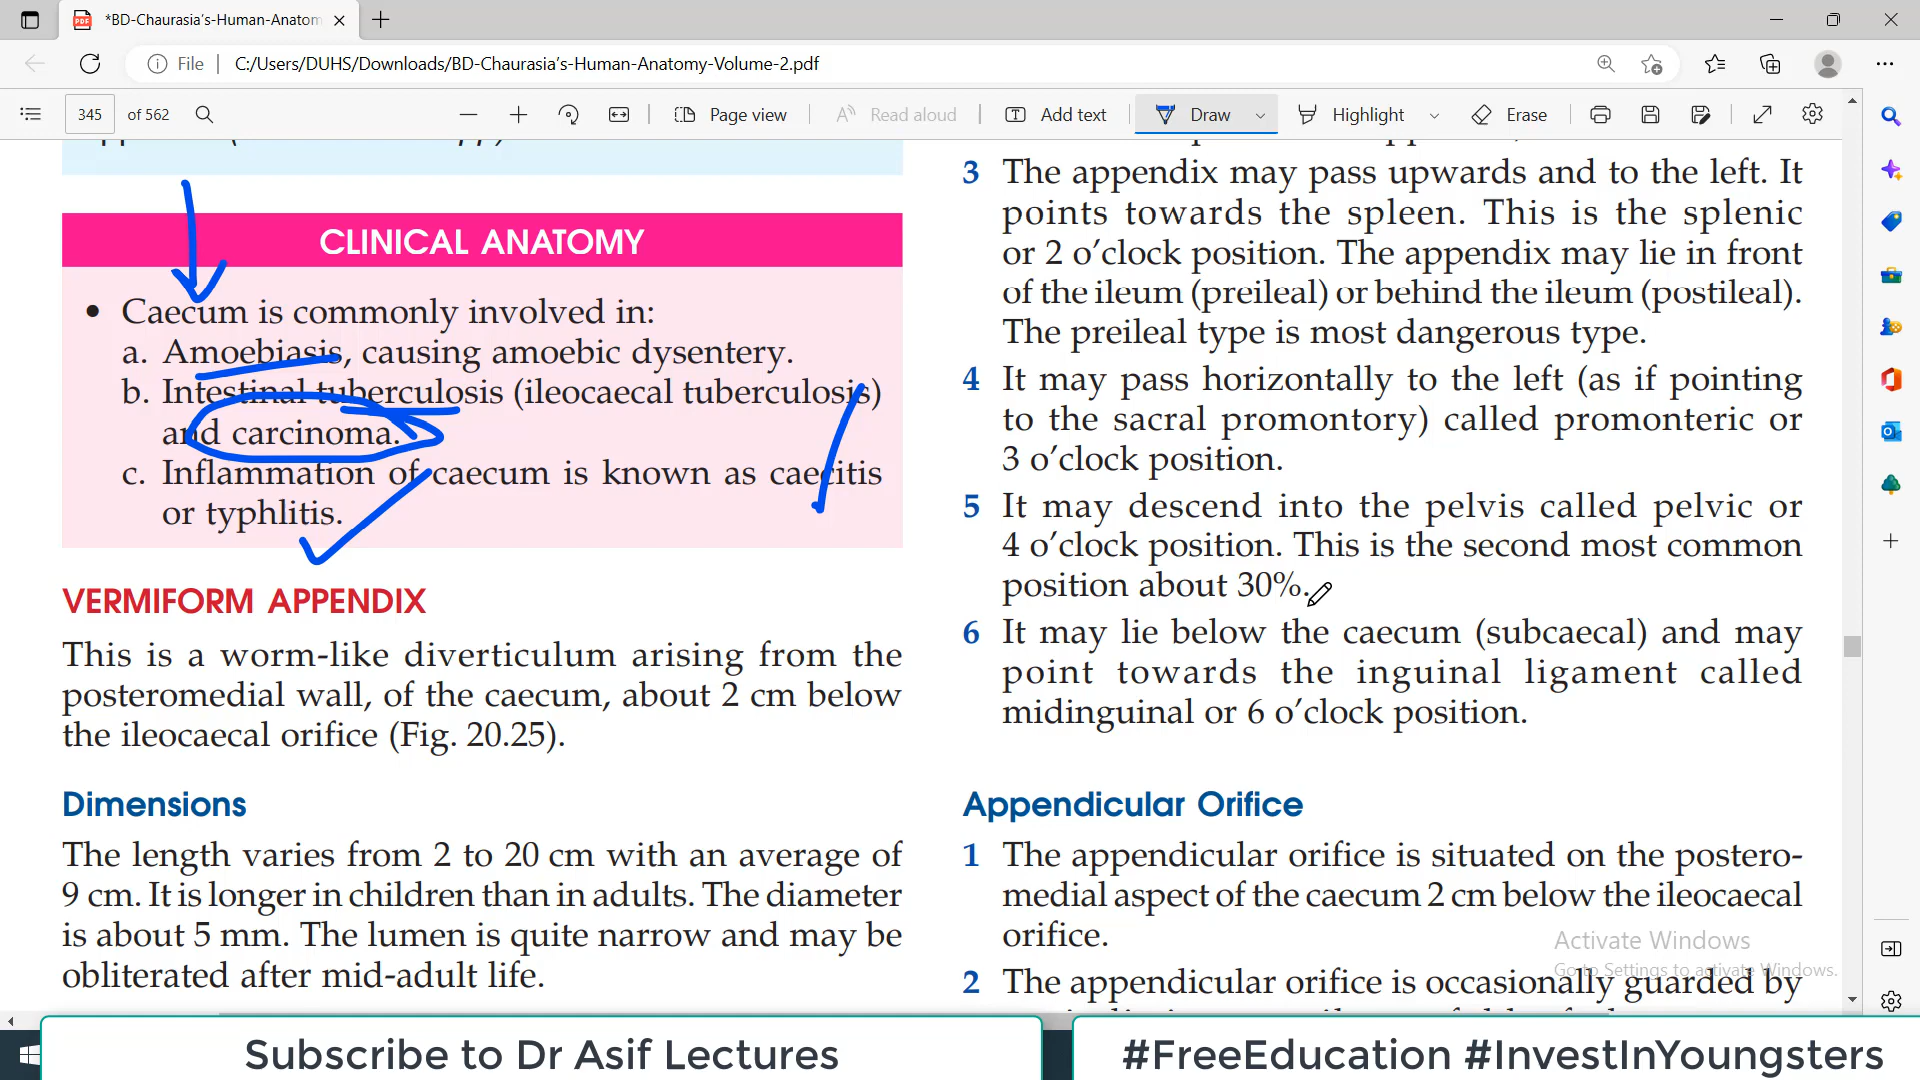 *BD-Chaurasia's-Human-Anatom
File
C:/Users/DUHS/Downloads/BD-Chaurasia's-Human-Anatomy-Volume-2.pdf
345 of 562
Page view
Read aloud
Add text
Draw
Highlight
Erase
CLINICAL ANATOMY
• Caecum is commonly involved in:
a. Amoebiasis, causing amoebic dysentery.
b. Intestinal tuberculosis (ileocaecal tuberculosis)
and carcinoma.
c. Inflammation of caecum is known as caecitis
or typhlitis.
VERMIFORM APPENDIX
This is a worm-like diverticulum arising from the
posteromedial wall, of the caecum, about 2 cm below
the ileocaecal orifice (Fig. 20.25).
Dimensions
The length varies from 2 to 20 cm with an average of
9 cm. It is longer in children than in adults. The diameter
is about 5 mm. The lumen is quite narrow and may be
obliterated after mid-adult life.
3 The appendix may pass upwards and to the left. It
points towards the spleen. This is the splenic
or 2 o'clock position. The appendix may lie in front
of the ileum (preileal) or behind the ileum (postileal).
The preileal type is most dangerous type.
4 It may pass horizontally to the left (as if pointing
to the sacral promontory) called promonteric or
3 o'clock position.
5 It may descend into the pelvis called pelvic or
4 o'clock position. This is the second most common
position about 30%.
6 It may lie below the caecum (subcaecal) and may
point towards the inguinal ligament called
midinguinal or 6 o'clock position.
Appendicular Orifice
1 The appendicular orifice is situated on the postero-
medial aspect of the caecum 2 cm below the ileocaecal
orifice.
2 The appendicular orifice is occasionally guarded by
Activate Windows
Go to Settings to activate Windows.
Subscribe to Dr Asif Lectures
#FreeEducation #InvestInYoungsters